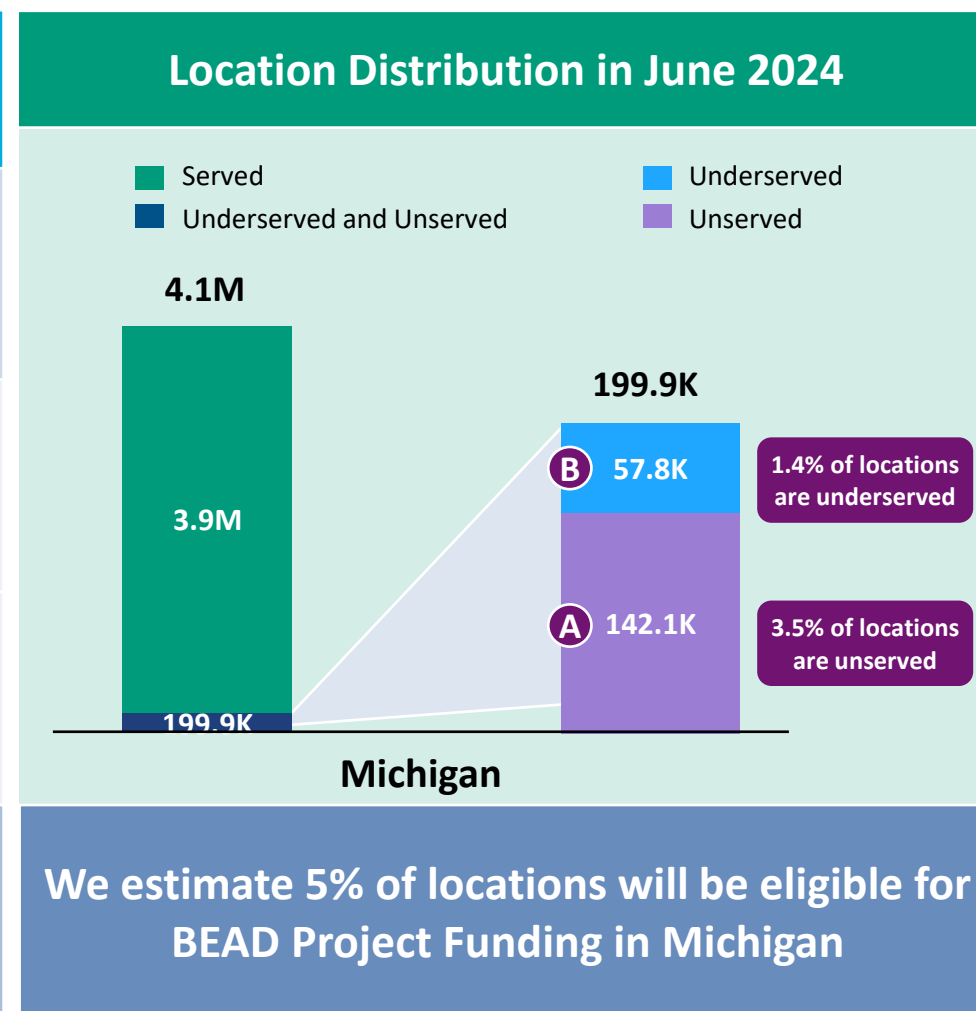 Location Distribution in June 2024
Served
Underserved
Underserved and Unserved
Unserved
4.1M
199.9K
B
57.8K
1.4% of locations
are underserved
3.9M
A
142.1K
3.5% of locations
are unserved
199.9K
Michigan
We estimate 5% of locations will be eligible for
BEAD Project Funding in Michigan